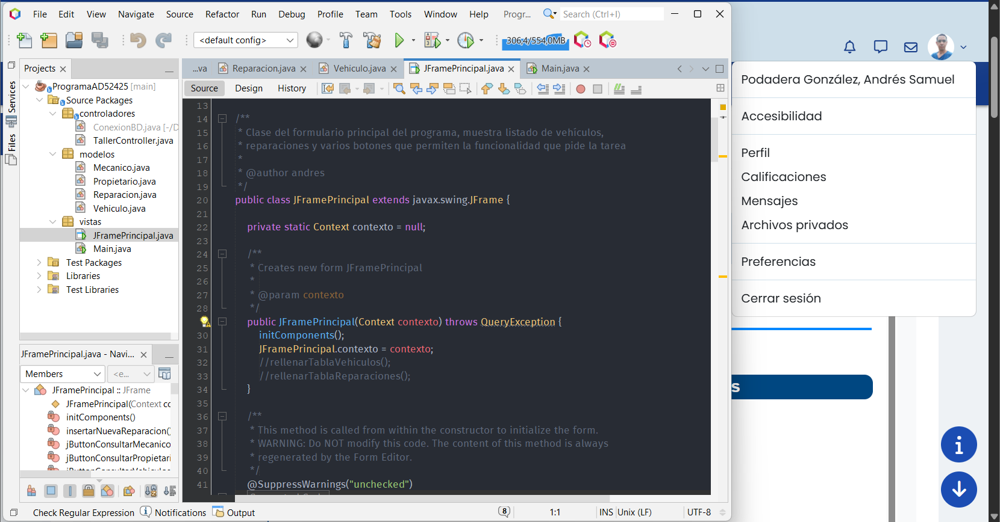 File Edit View Navigate Source Refactor Run Debug Profile Team Tools Window Help Progr... Search (Ctrl+I)
<default config> 306,4/554,0MB
Projects
Services
Files
ProgramaAD52425 [main]
Source Packages
controladores
ConexionBD.java [-/D
TallerController.java
modelos
Mecanico.java
Propietario.java
Reparacion.java
Vehiculo.java
vistas
JFramePrincipal.java
Main.java
Test Packages
Libraries
Test Libraries
JFramePrincipal.java - Navi...
Members <e...
JFramePrincipal :: JFrame
JFramePrincipal(Context co
initComponents()
insertarNuevaReparacion()
jButtonConsultarMecanico
jButtonConsultarPropietari
jButtonConsultarVehiculos
...va Reparacion.java Vehiculo.java JFramePrincipal.java Main.java
Source Design History
13
14 /**
15 * Clase del formulario principal del programa, muestra listado de vehículos,
16 * reparaciones y varios botones que permiten la funcionalidad que pide la tarea
17 *
18 * @author andres
19 */
20 public class JFramePrincipal extends javax.swing.JFrame {
21
22 private static Context contexto = null;
23
24 /**
25 * Creates new form JFramePrincipal
26 *
27 * @param contexto
28 */
public JFramePrincipal(Context contexto) throws QueryException {
30 initComponents();
31 JFramePrincipal.contexto = contexto;
32 //rellenarTablaVehiculos();
33 //rellenarTablaReparaciones();
34 }
35
36 /**
37 * This method is called from within the constructor to initialize the form.
38 * WARNING: Do NOT modify this code. The content of this method is always
39 * regenerated by the Form Editor.
40 */
41 @SuppressWarnings("unchecked")
Check Regular Expression Notifications Output 8 1:1 INS Unix (LF) UTF-8
Podadera González, Andrés Samuel
Accesibilidad
Perfil
Calificaciones
Mensajes
Archivos privados
Preferencias
Cerrar sesión
s